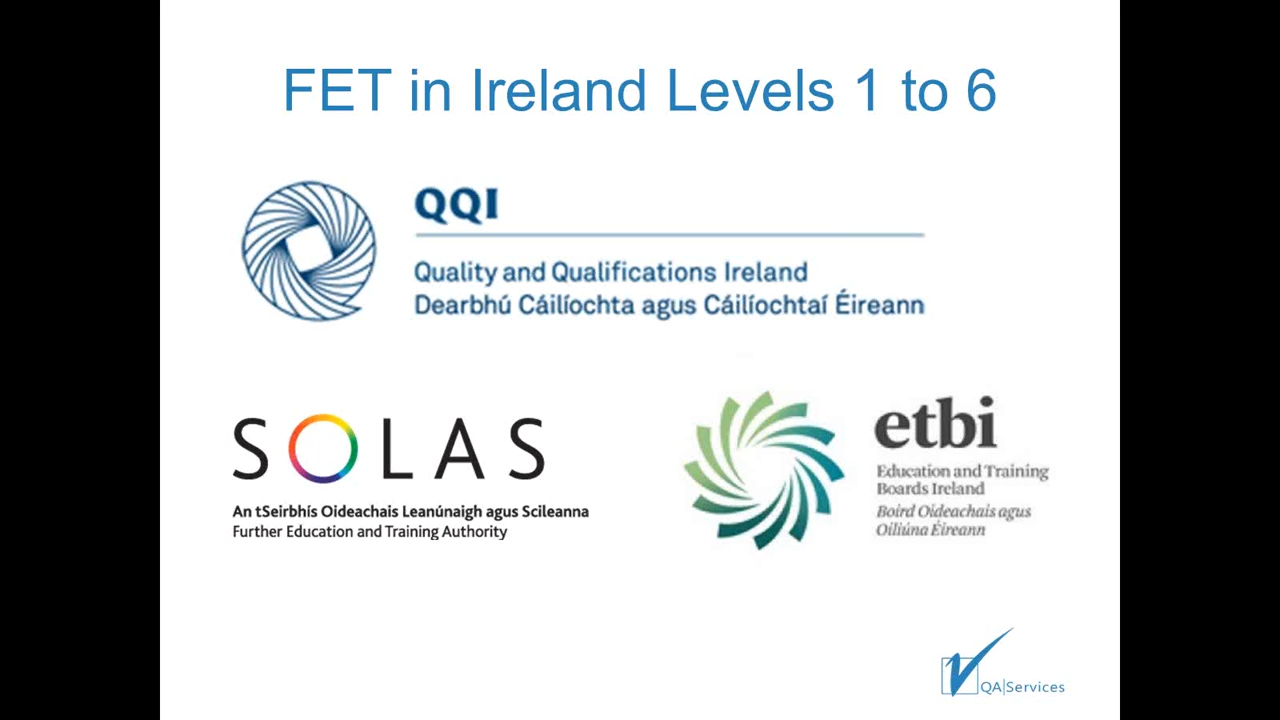 FET in Ireland Levels 1 to 6
QQI
Quality and Qualifications Ireland
Dearbhú Cáilíochta agus Cáilíochtaí Éireann
SOLAS
An tSeirbhís Oideachais Leanúnaigh agus Scileanna
Further Education and Training Authority
etbi
Education and Training
Boards Ireland
Boird Oideachais agus
Oiliúna Éireann
QA|Services